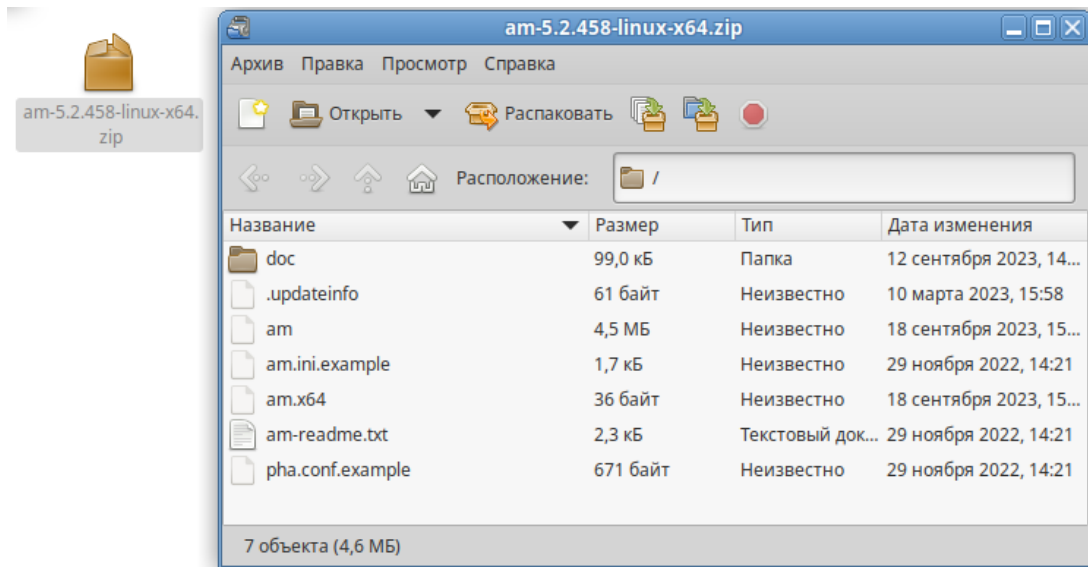 am-5.2.458-linux-x64.
zip
am-5.2.458-linux-x64.zip
Архив Правка Просмотр Справка
Открыть Распаковать
Расположение: /
Название Размер Тип Дата изменения
doc 99,0 кБ Папка 12 сентября 2023, 14...
.updateinfo 61 байт Неизвестно 10 марта 2023, 15:58
am 4,5 МБ Неизвестно 18 сентября 2023, 15...
am.ini.example 1,7 кБ Неизвестно 29 ноября 2022, 14:21
am.x64 36 байт Неизвестно 18 сентября 2023, 15...
am-readme.txt 2,3 кБ Текстовый док... 29 ноября 2022, 14:21
pha.conf.example 671 байт Неизвестно 29 ноября 2022, 14:21
7 объекта (4,6 МБ)